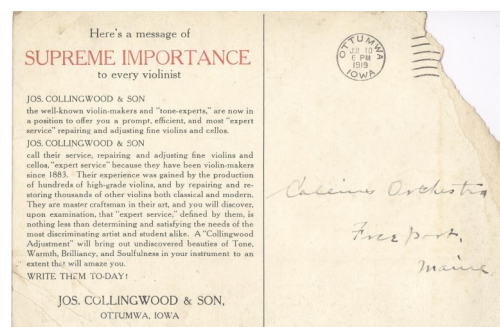 Here's a message of
SUPREME IMPORTANCE
to every violinist
JOS. COLLINGWOOD & SON
the well-known violin-makers and "tone-experts," are now in
a position to offer you a prompt, efficient, and most "expert
service" repairing and adjusting fine violins and cellos.
JOS. COLLINGWOOD & SON
call their service, repairing and adjusting fine violins and
cellos, "expert service" because they have been violin-makers
since 1883. Their experience was gained by the production
of hundreds of high-grade violins, and by repairing and re-
storing thousands of other violins both classical and modern.
They are master craftsman in their art, and you will discover,
upon examination, that "expert service," defined by them, is
nothing less than determining and satisfying the needs of the
most discriminating artist and student alike. A "Collingwood
Adjustment" will bring out undiscovered beauties of Tone,
Warmth, Brilliancy, and Soulfulness in your instrument to an
extent that will amaze you.
WRITE THEM TO-DAY!
JOS. COLLINGWOOD & SON,
OTTUMWA, IOWA
OTTUMWA
10
6 PM
1919
IOWA
Orchestra
Freeport,
Maine